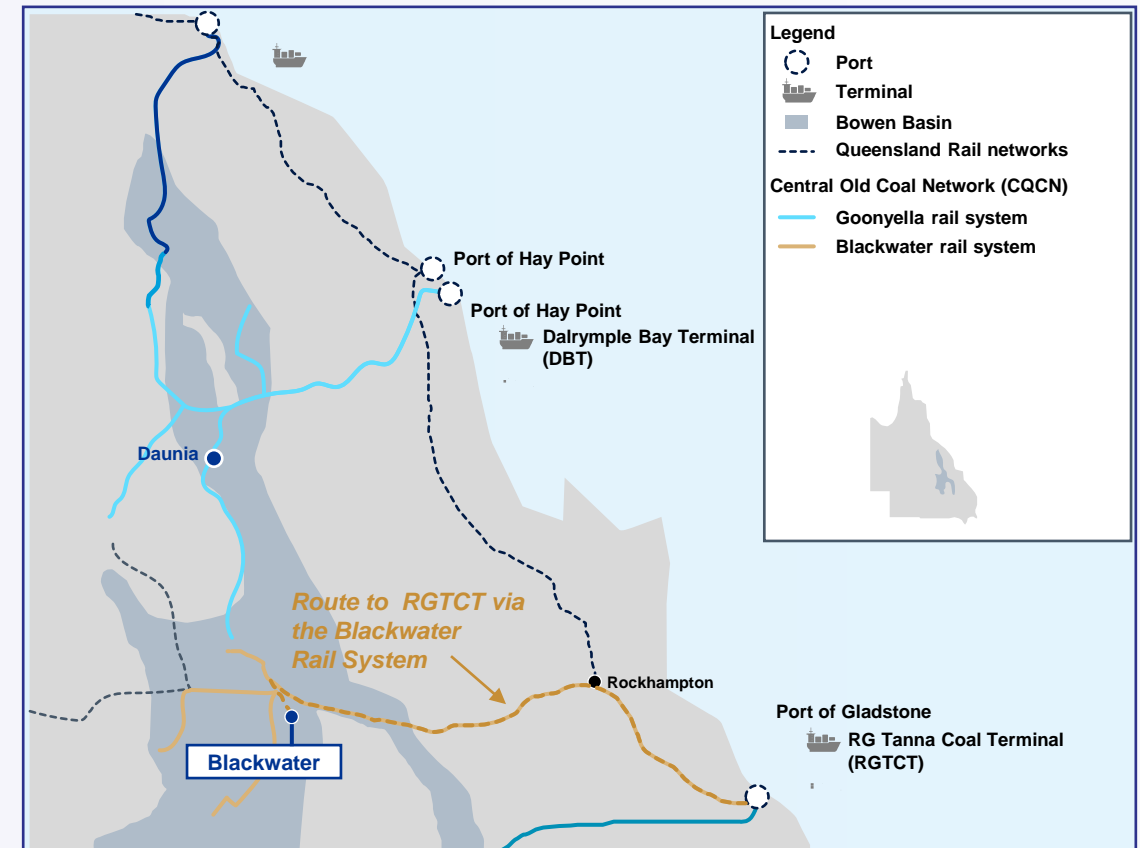 Legend
Port
Terminal
Bowen Basin
Queensland Rail networks
Central Old Coal Network (CQCN)
Goonyella rail system
Blackwater rail system
Port of Hay Point
Port of Hay Point
Dalrymple Bay Terminal
(DBT)
Daunia
Route to RGTCT via
the Blackwater
Rail System
Rockhampton
Port of Gladstone
RG Tanna Coal Terminal
(RGTCT)
Blackwater